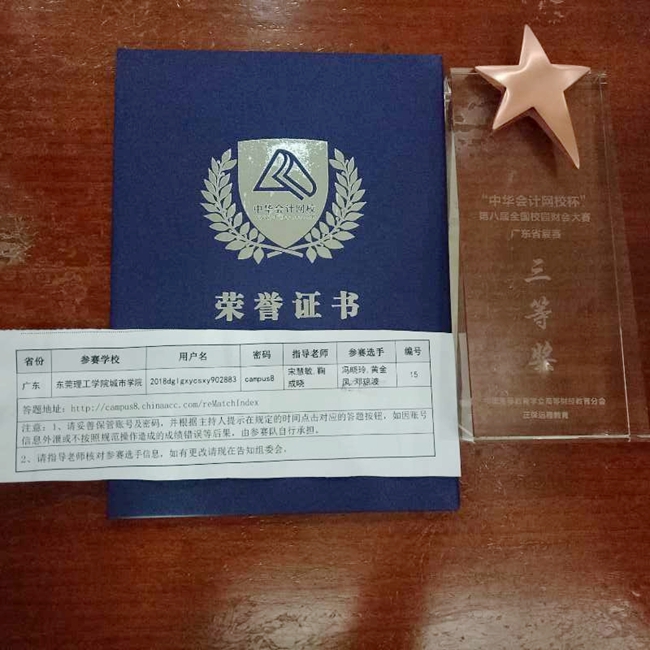 中华会计网校
荣誉证书
"中华会计网校杯"
第八届全国校园财会大赛
广东省复赛
三等奖
正保远程教育
省份 参赛学校 用户名 密码 指导老师 参赛选手 编号
广东 东莞理工学院城市学院 2018dglgxycsxy902883 campus8 宋慧敏, 鞠成晓 冯晓玲, 黄金凤, 邓 15
答题地址: http://campus8.chinaacc.com/reMatchIndex
注意: 1、请妥善保管账号及密码, 并根据主持人提示在规定的时间点击对应的答题按钮, 如因账号
信息外泄或不按照规范操作造成的成绩错误等后果, 由参赛队自行承担。
2、请指导老师核对参赛选手信息, 如有更改请现在告知组委会。